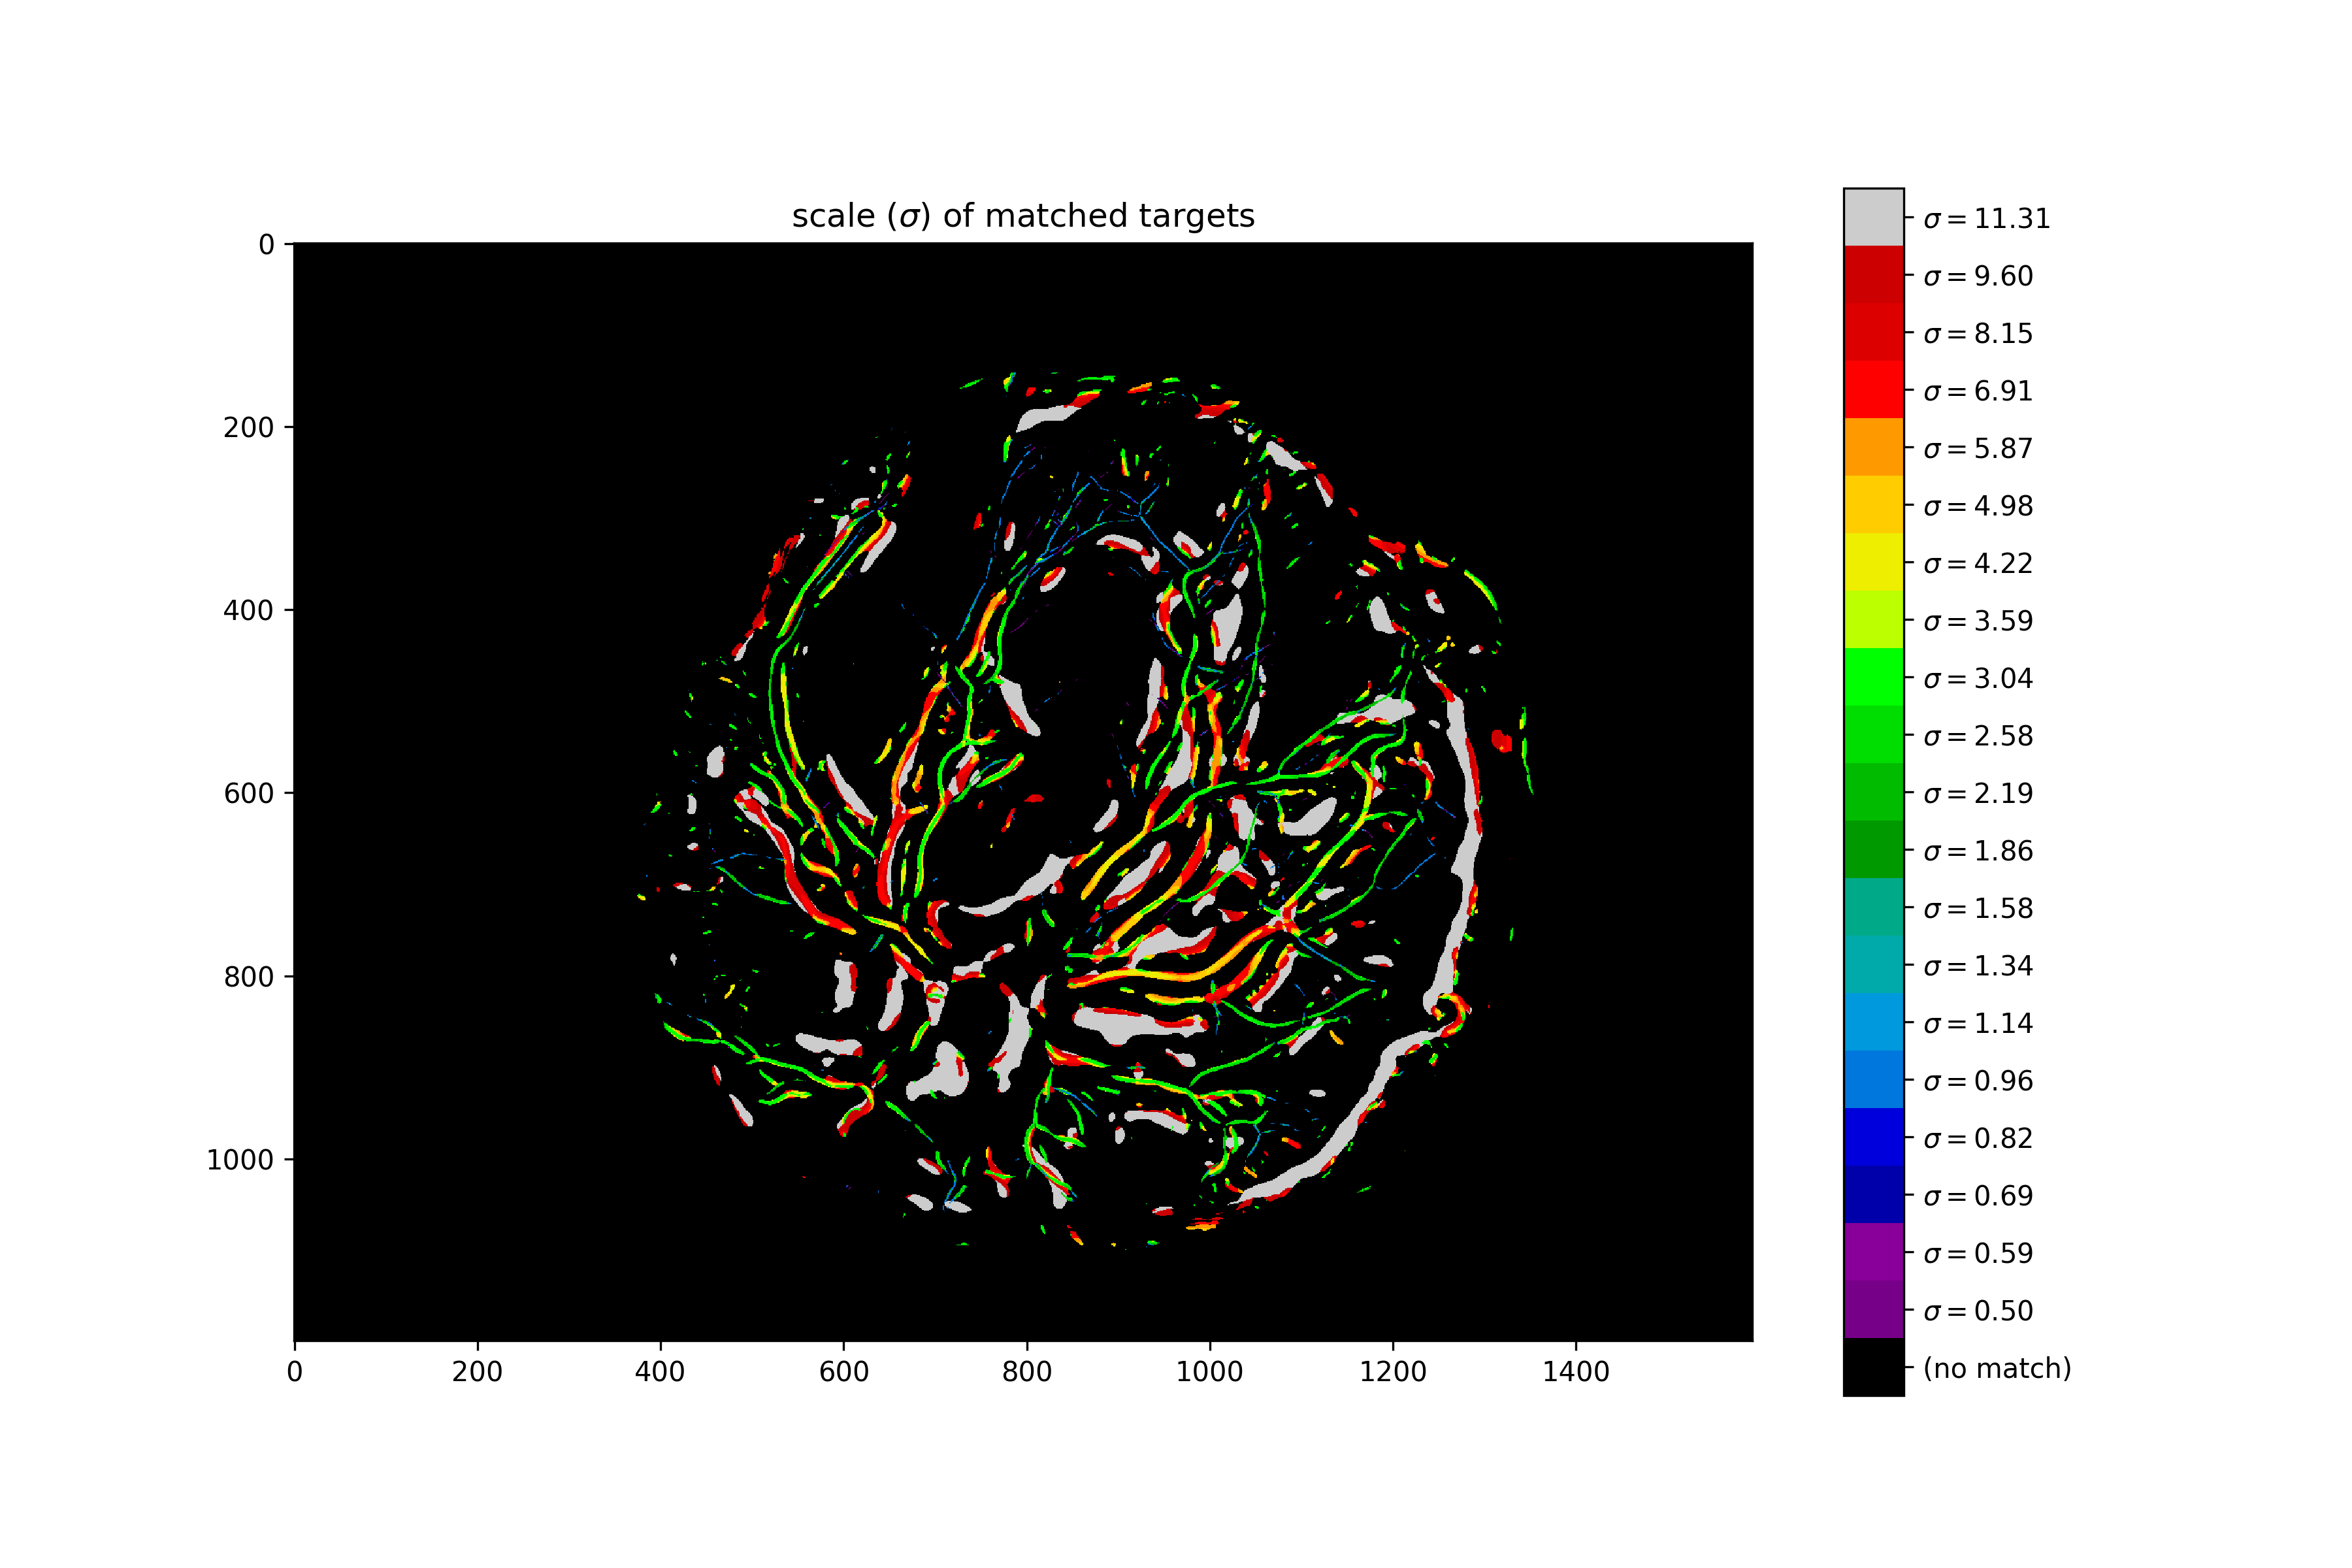 scale (σ) of matched targets
0
200
400
600
800
1000
0 200 400 600 800 1000 1200 1400
σ = 11.31
σ = 9.60
σ = 8.15
σ = 6.91
σ = 5.87
σ = 4.98
σ = 4.22
σ = 3.59
σ = 3.04
σ = 2.58
σ = 2.19
σ = 1.86
σ = 1.58
σ = 1.34
σ = 1.14
σ = 0.96
σ = 0.82
σ = 0.69
σ = 0.59
σ = 0.50
(no match)